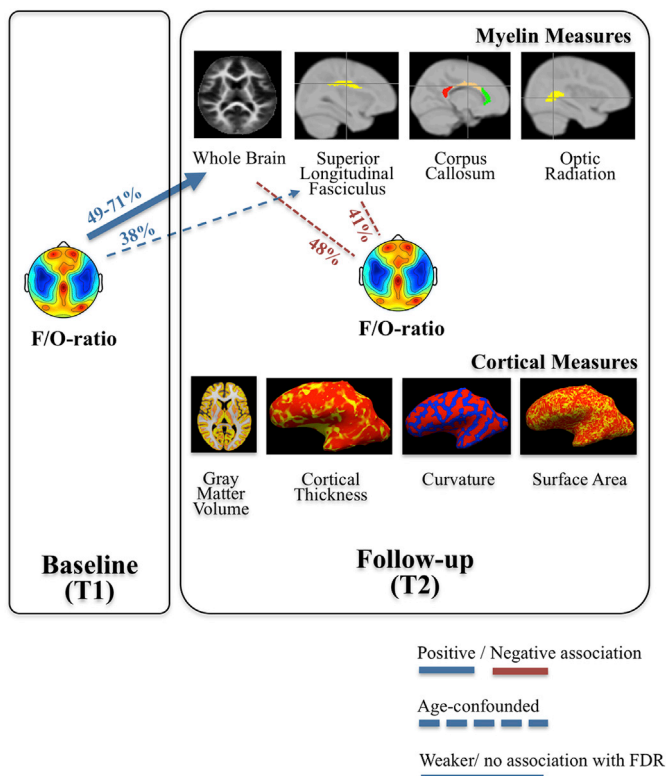 Myelin Measures
Whole Brain
Superior
Longitudinal
Fasciculus
Corpus
Callosum
Optic
Radiation
49-71%
38%
41%
48%
F/O-ratio
F/O-ratio
Cortical Measures
Gray
Matter
Volume
Cortical
Thickness
Curvature
Surface Area
Baseline
(T1)
Follow-up
(T2)
Positive / Negative association
Age-confounded
Weaker/ no association with FDR